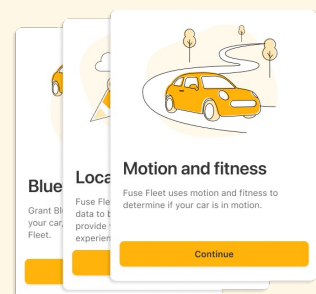 Motion and fitness
Fuse Fleet uses motion and fitness to
determine if your car is in motion.
Continue
Loca
Fuse Fle
data to b
provide
experien
Blue
Grant Bl
your car,
Fleet.